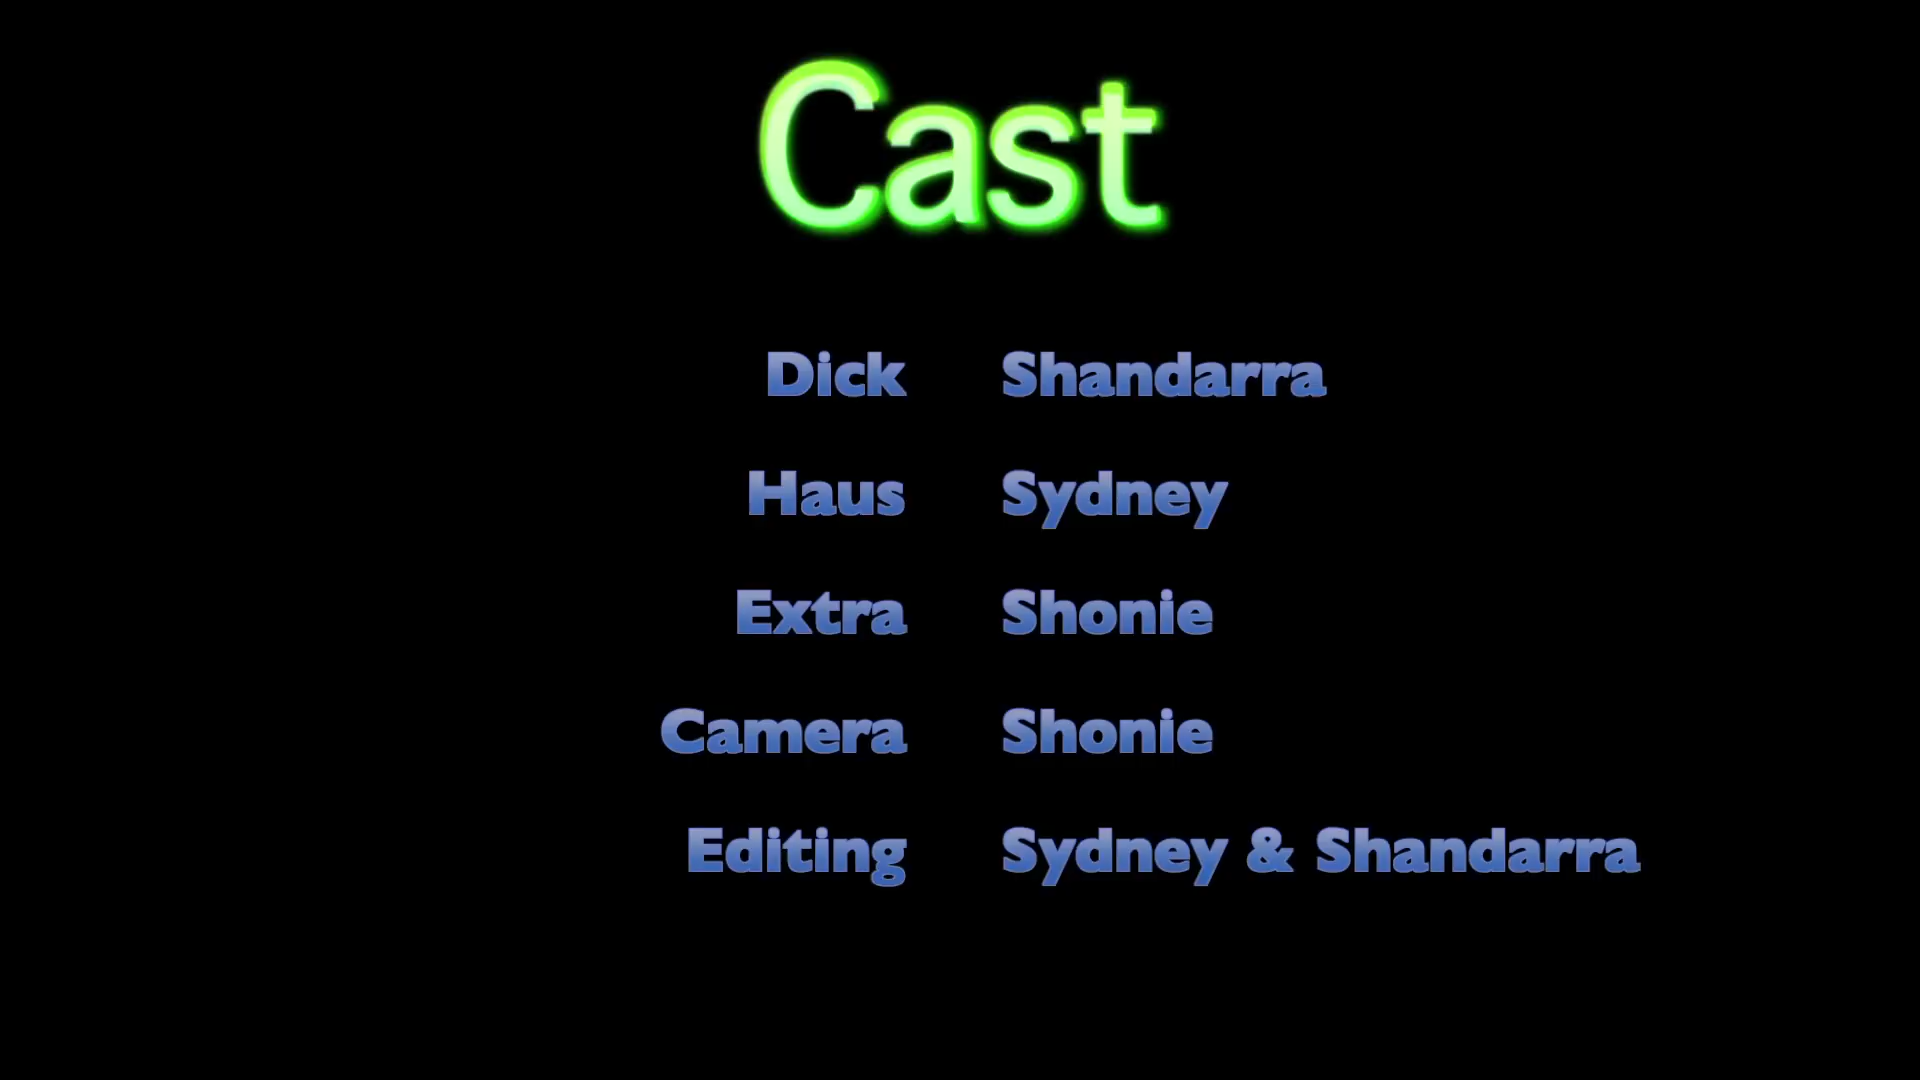 Cast
Dick Shandarra
Haus Sydney
Extra Shonie
Camera Shonie
Editing Sydney & Shandarra